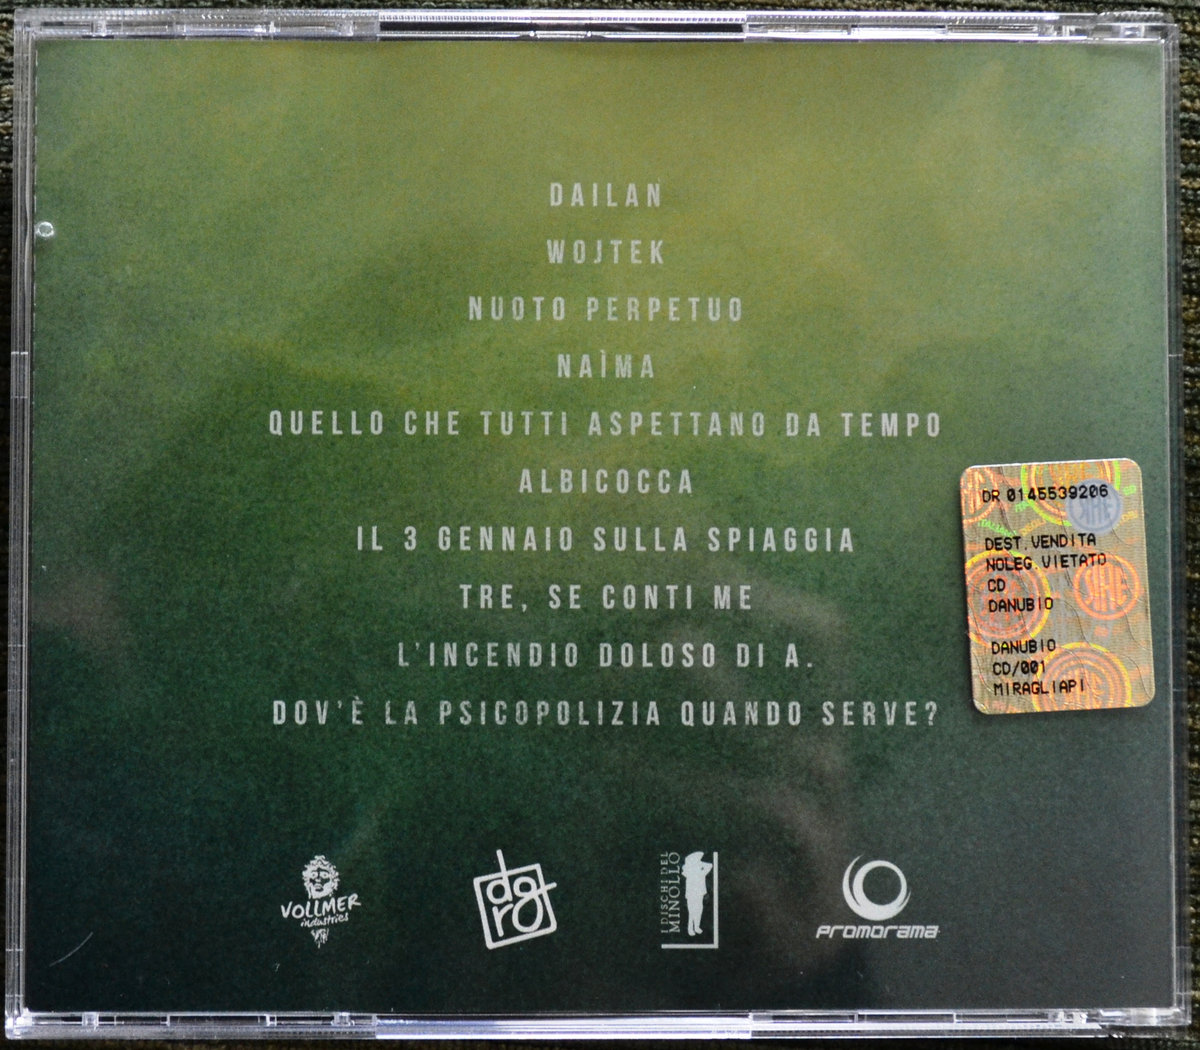 DAILAN
WOJTEK
NUOTO PERPETUO
NAÌMA
QUELLO CHE TUTTI ASPETTANO DA TEMPO
ALBICOCCA
IL 3 GENNAIO SULLA SPIAGGIA
TRE, SE CONTI ME
L'INCENDIO DOLOSO DI A.
DOV'È LA PSICOPOLIZIA QUANDO SERVE?
DR 0145539206
DEST.VENDITA
NOLEG.VIETATO
CD
DANUBIO
DANUBIO
CD/001
MIRAGLIAPI
VOLLMER
industries
VG
I DISCHI DEL
MINOLLO
promorama